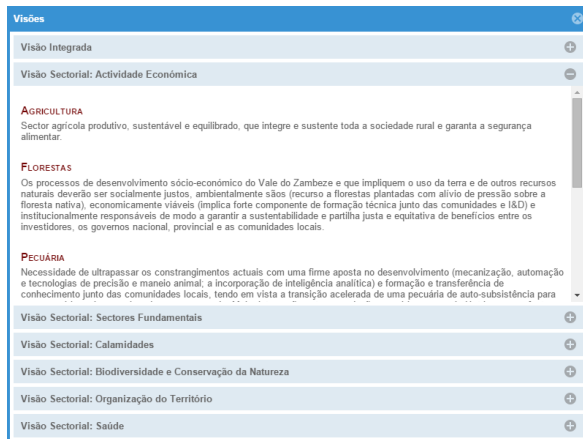 Visões
Visão Integrada
Visão Sectorial: Actividade Económica
AGRICULTURA
Sector agrícola produtivo, sustentável e equilibrado, que integre e sustente toda a sociedade rural e garanta a segurança
alimentar.
FLORESTAS
Os processos de desenvolvimento sócio-económico do Vale do Zambeze e que impliquem o uso da terra e de outros recursos
naturais deverão ser socialmente justos, ambientalmente sãos (recurso a florestas plantadas com alívio de pressão sobre a
floresta nativa), economicamente viáveis (implica forte componente de formação técnica junto das comunidades e I&D) e
institucionalmente responsáveis de modo a garantir a sustentabilidade e partilha justa e equitativa de benefícios entre os
investidores, os governos nacional, provincial e as comunidades locais.
PECUÁRIA
Necessidade de ultrapassar os constrangimentos actuais com uma firme aposta no desenvolvimento (mecanização, automação
e tecnologias de precisão e maneio animal; a incorporação de inteligência analítica) e formação e transferência de
conhecimento junto das comunidades locais, tendo em vista a transição acelerada de uma pecuária de auto-subsistência para
Visão Sectorial: Sectores Fundamentais
Visão Sectorial: Calamidades
Visão Sectorial: Biodiversidade e Conservação da Natureza
Visão Sectorial: Organização do Território
Visão Sectorial: Saúde